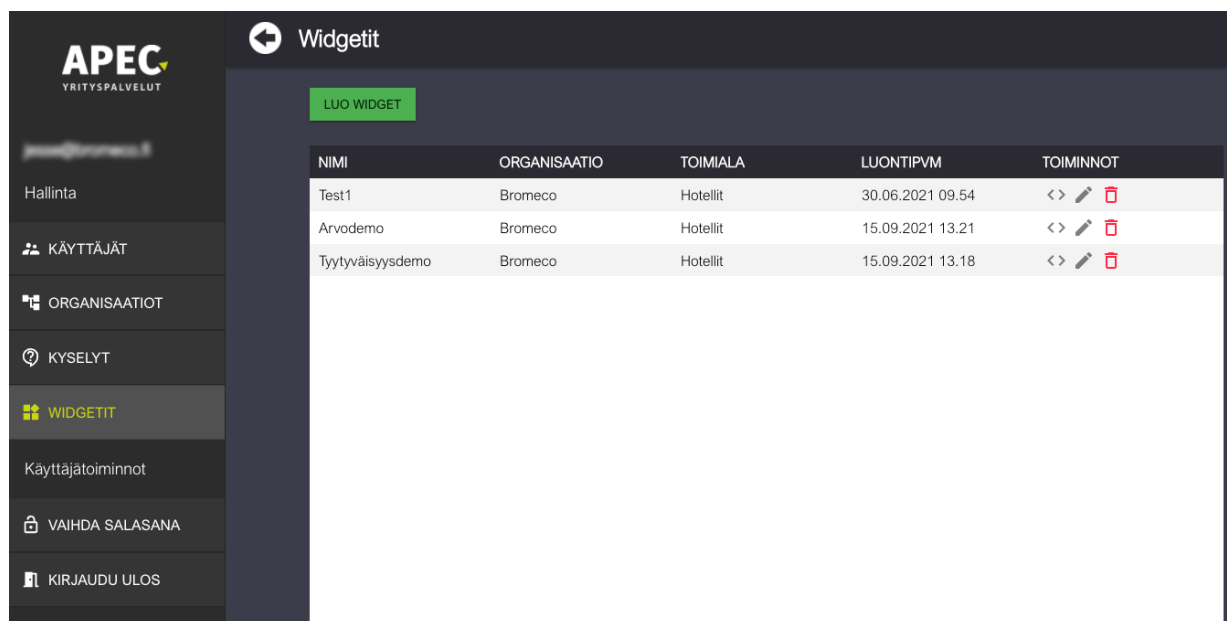 APEC
YRITYSPALVELUT
Hallinta
KÄYTTÄJÄT
ORGANISAATIOT
KYSELYT
WIDGETIT
Käyttäjätoiminnot
VAIHDA SALASANA
KIRJAUDU ULOS
Widgetit
LUO WIDGET
NIMI ORGANISAATIO TOIMIALA LUONTIPVM TOIMINNOT
Test1 Bromeco Hotellit 30.06.2021 09.54
Arvodemo Bromeco Hotellit 15.09.2021 13.21
Tyytyväisyysdemo Bromeco Hotellit 15.09.2021 13.18